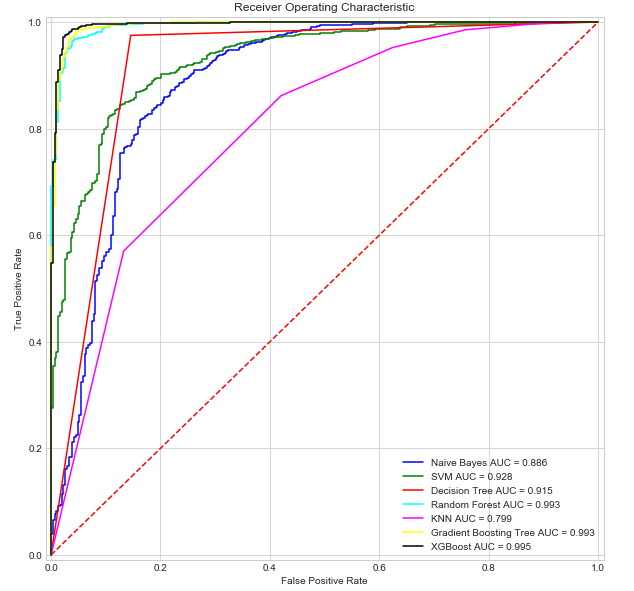 Receiver Operating Characteristic
1.0
0.8
0.6
0.4
0.2
0.0
True Positive Rate
Naive Bayes AUC = 0.886
SVM AUC = 0.928
Decision Tree AUC = 0.915
Random Forest AUC = 0.993
KNN AUC = 0.799
Gradient Boosting Tree AUC = 0.993
XGBoost AUC = 0.995
0.0 0.2 0.4 0.6 0.8 1.0
False Positive Rate